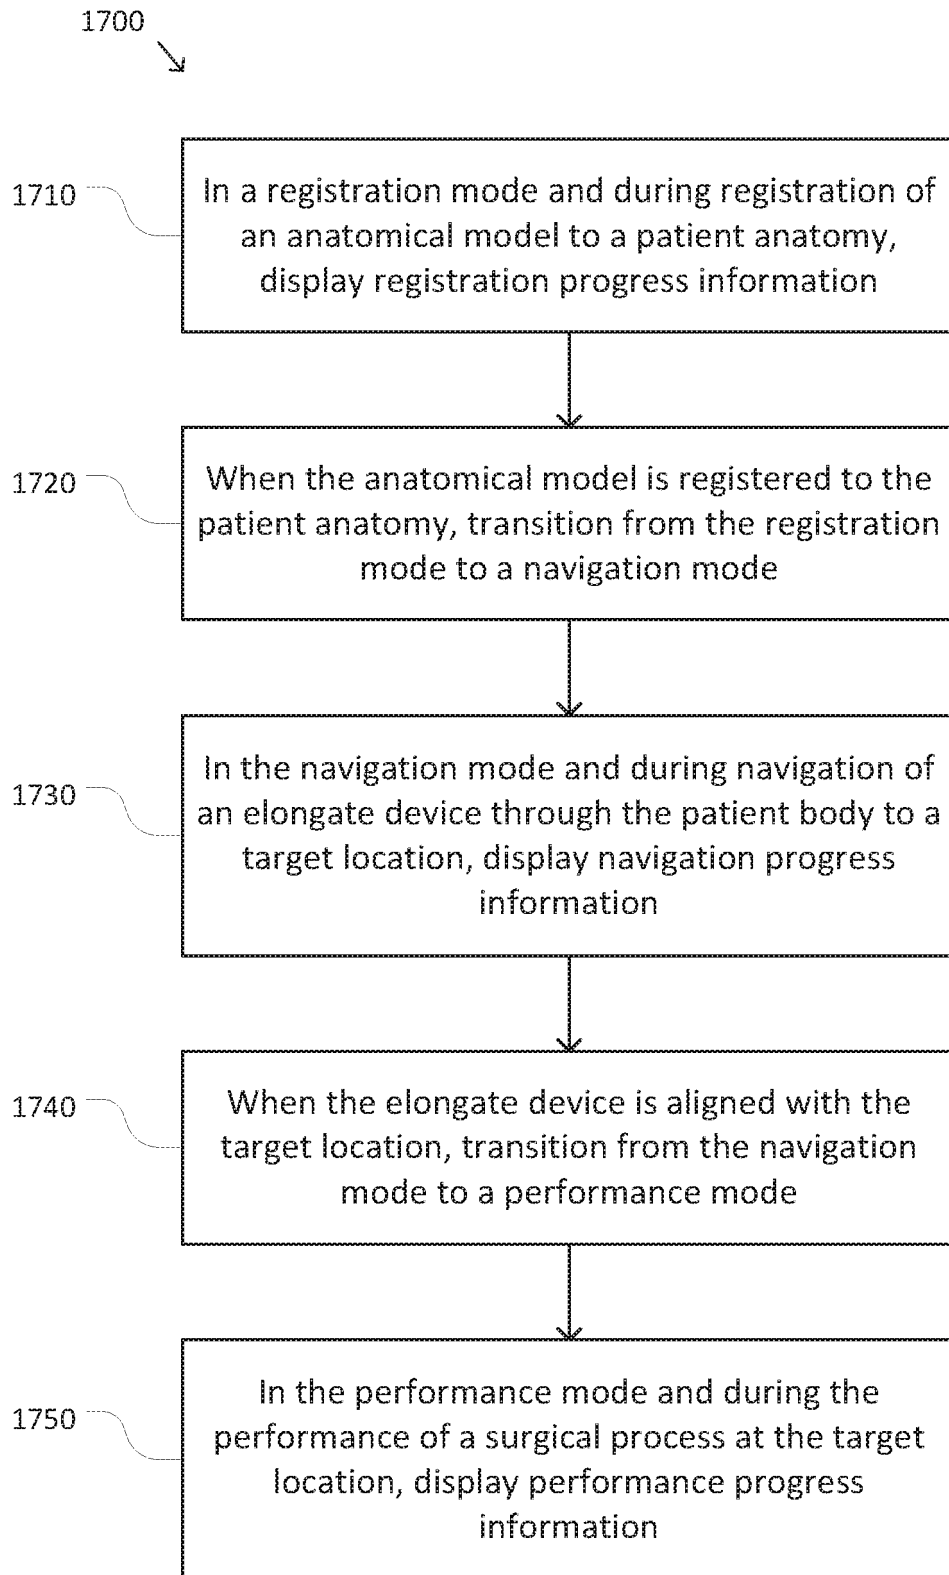 1700
1710
In a registration mode and during registration of
an anatomical model to a patient anatomy,
display registration progress information
1720
When the anatomical model is registered to the
patient anatomy, transition from the registration
mode to a navigation mode
1730
In the navigation mode and during navigation of
an elongate device through the patient body to a
target location, display navigation progress
information
1740
When the elongate device is aligned with the
target location, transition from the navigation
mode to a performance mode
1750
In the performance mode and during the
performance of a surgical process at the target
location, display performance progress
information